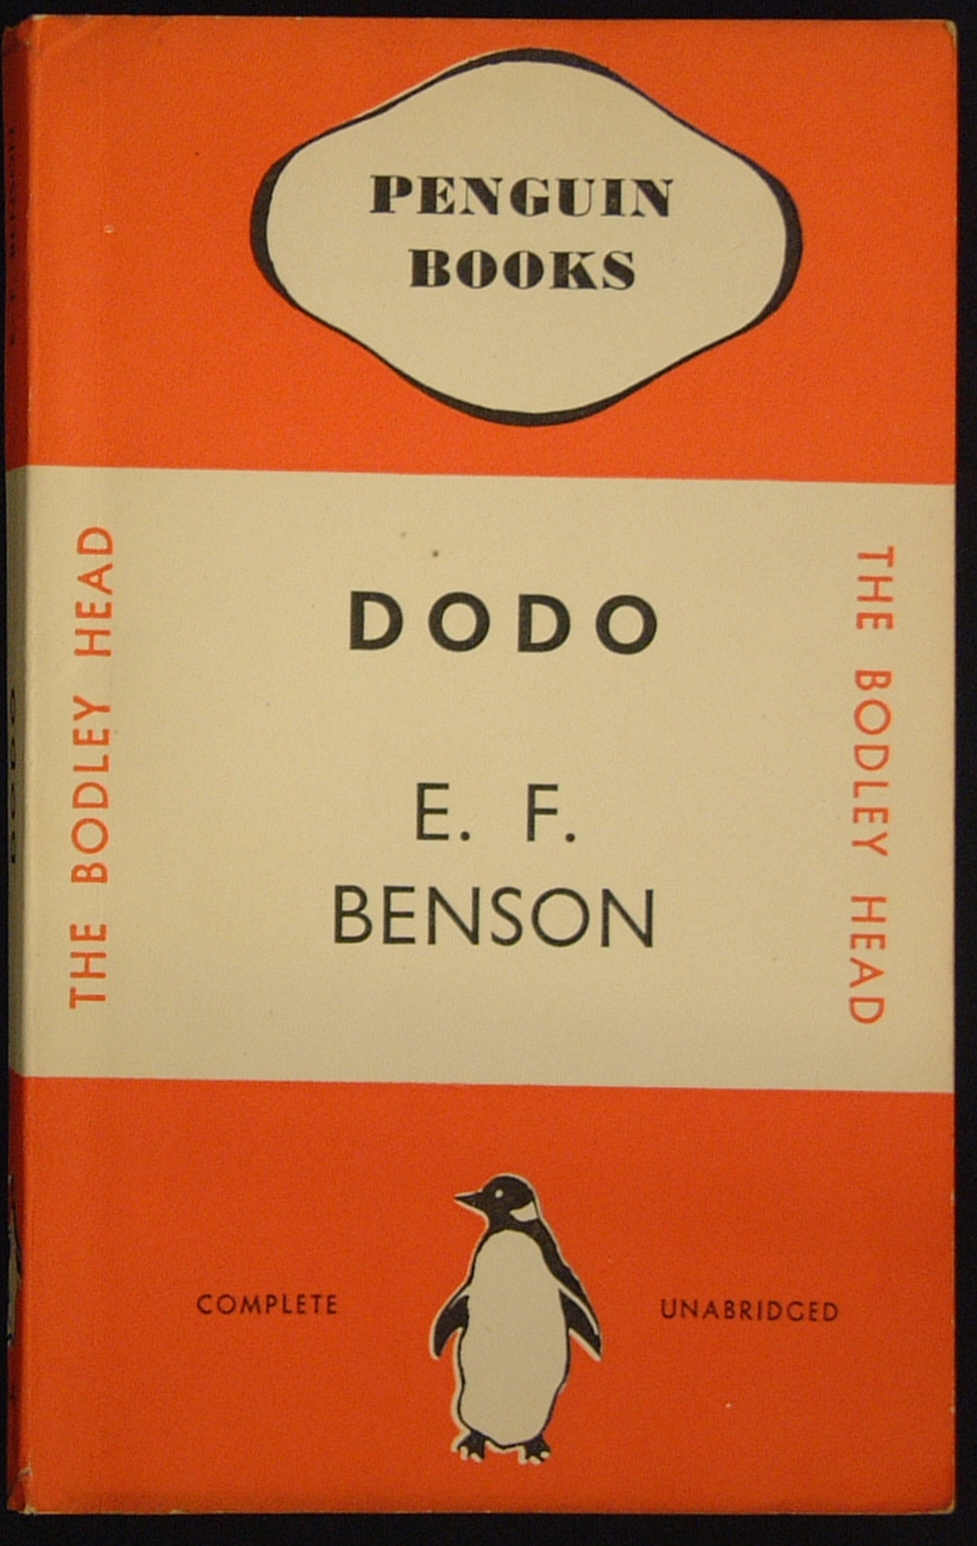 PENGUIN
BOOKS
THE BODLEY HEAD
DODO
E. F.
BENSON
THE BODLEY HEAD
COMPLETE
UNABRIDGED